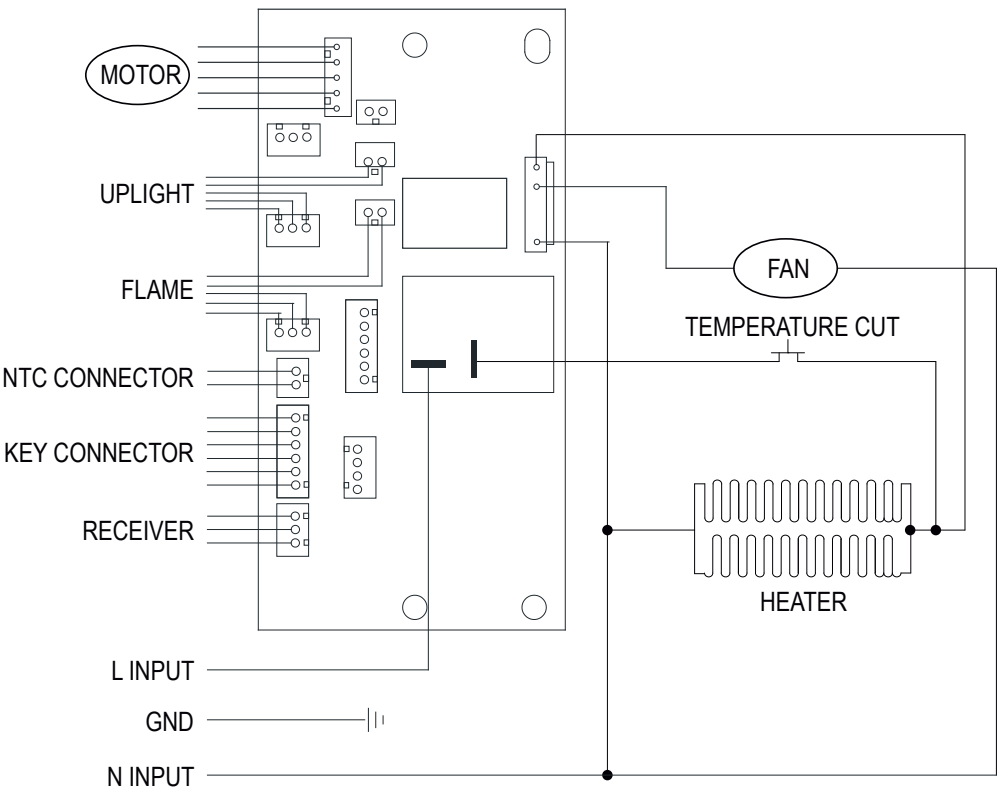 MOTOR
UPLIGHT
FAN
FLAME
TEMPERATURE CUT
NTC CONNECTOR
KEY CONNECTOR
RECEIVER
HEATER
L INPUT
GND
N INPUT